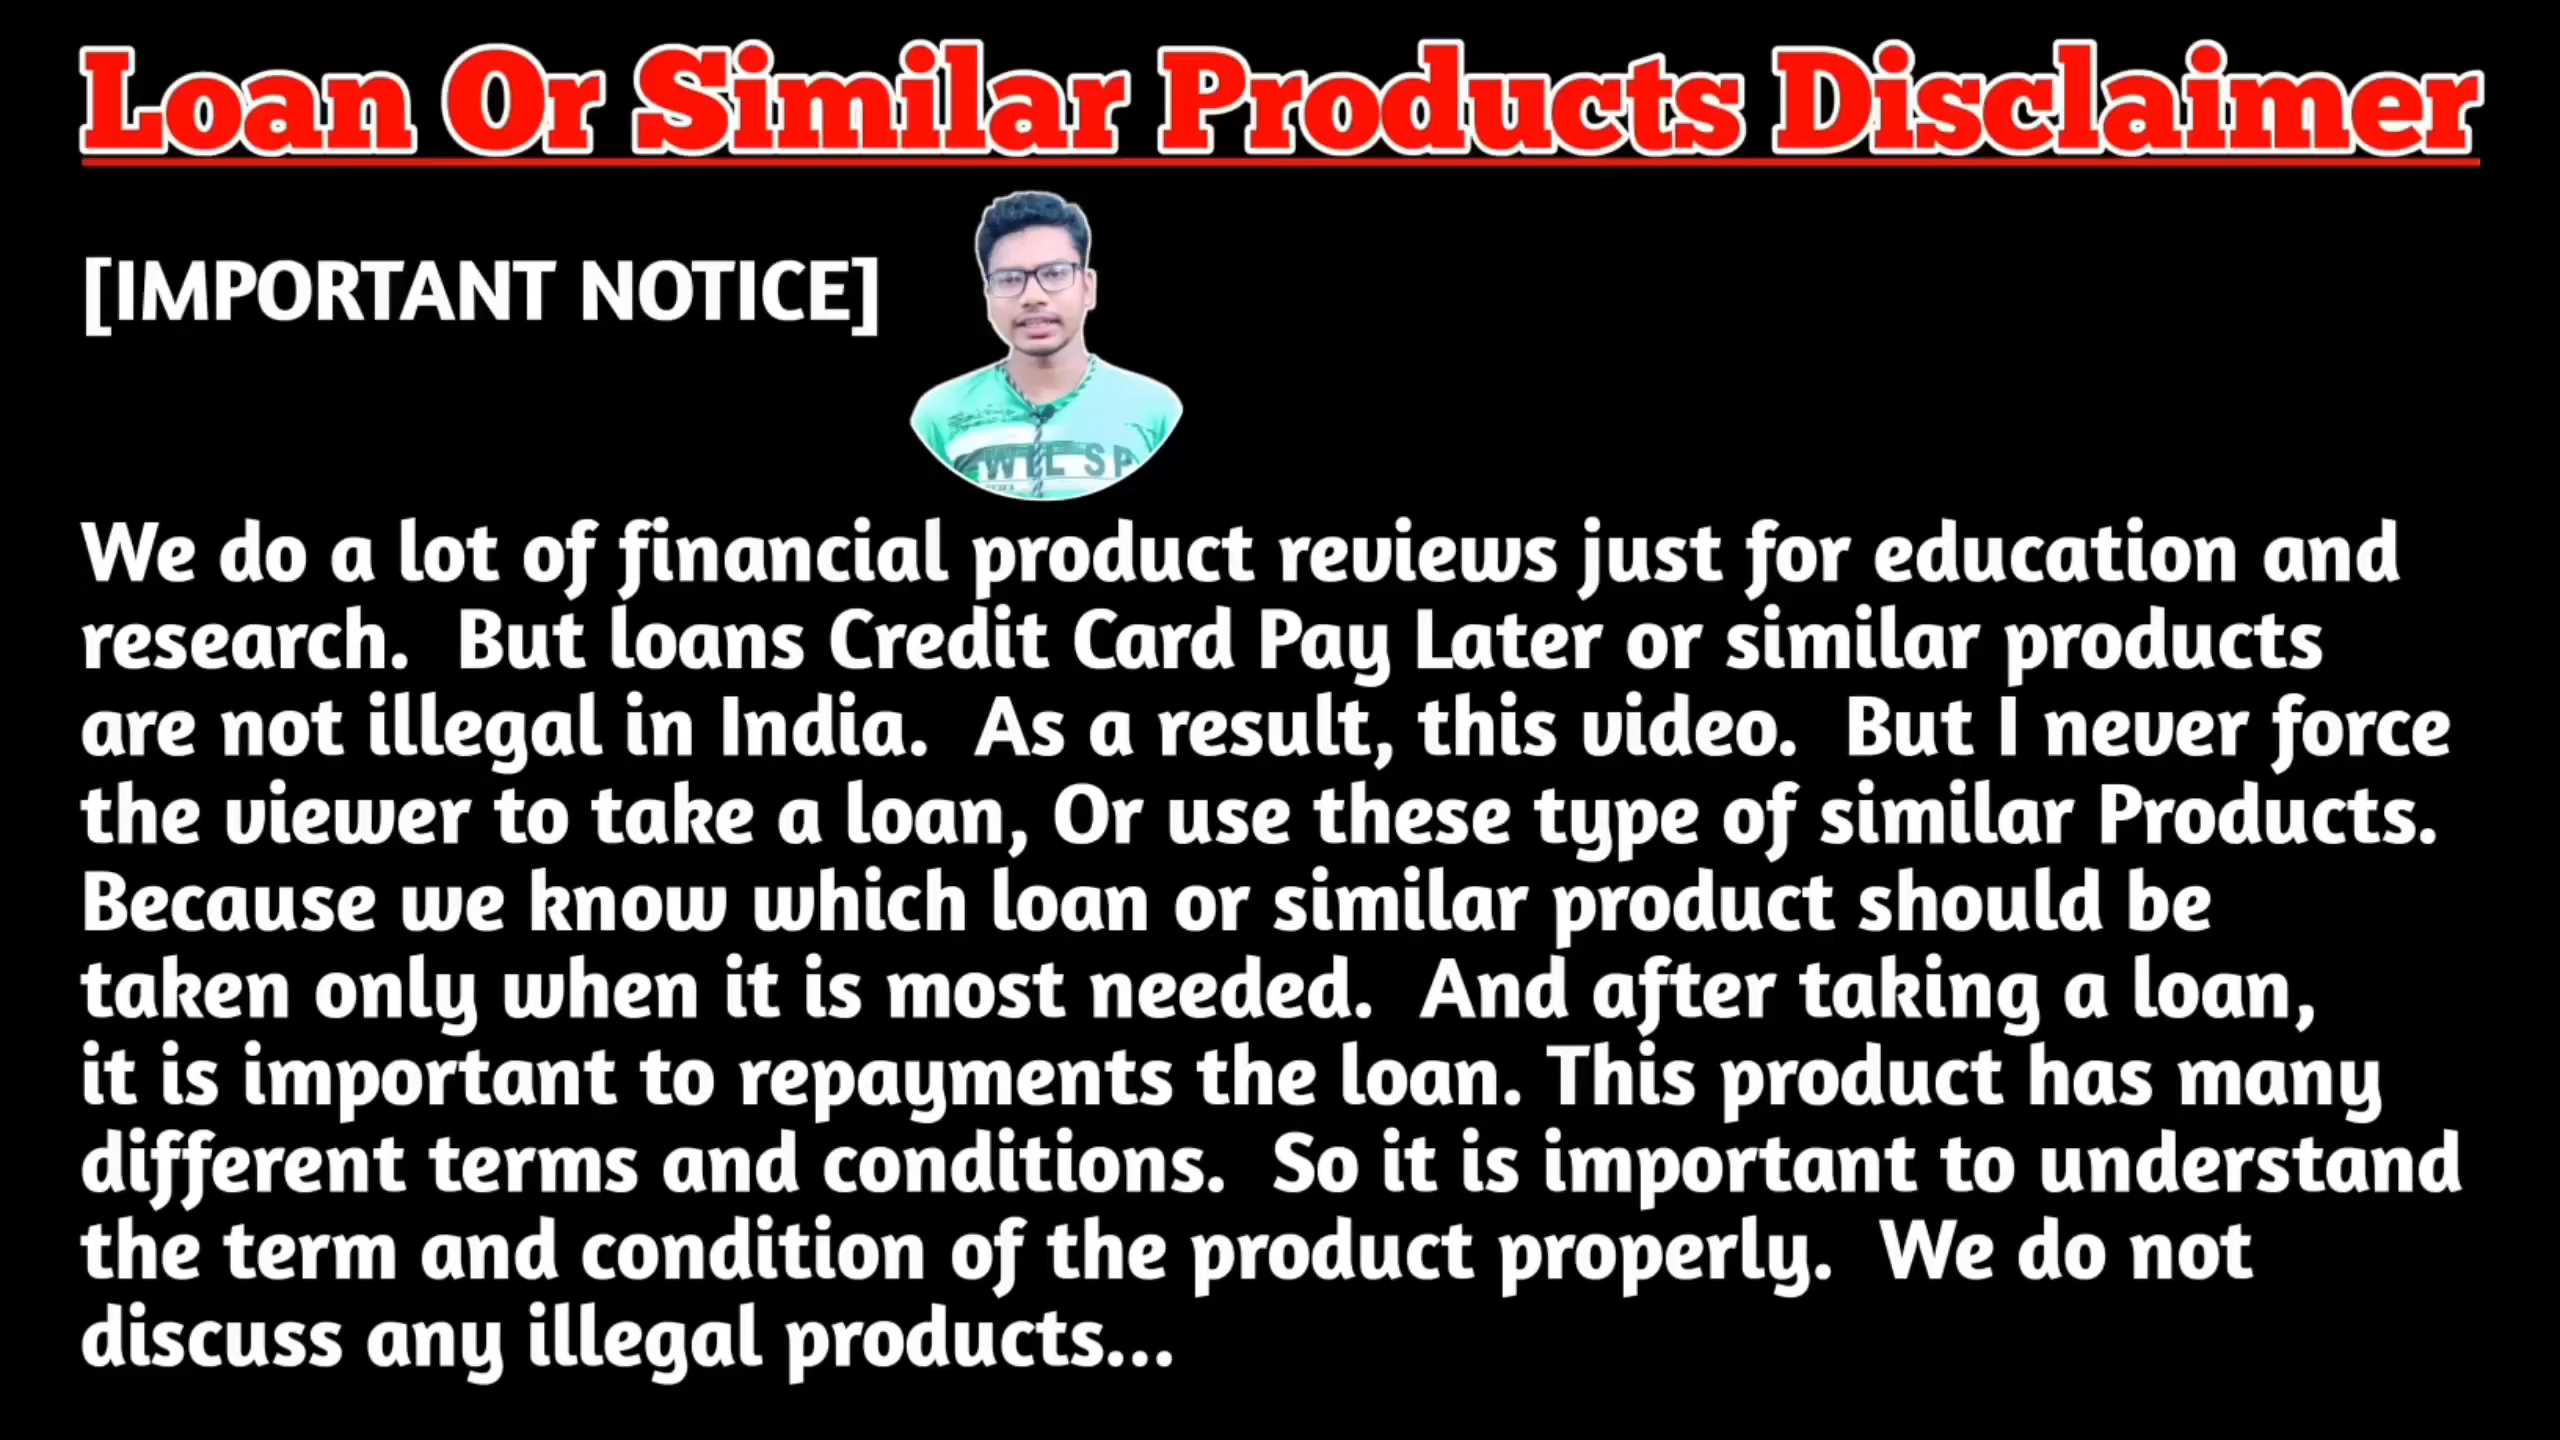 Loan Or Similar Products Disclaimer
[IMPORTANT NOTICE]
WIL SP
We do a lot of financial product reviews just for education and
research. But loans Credit Card Pay Later or similar products
are not illegal in India. As a result, this video. But I never force
the viewer to take a loan, Or use these type of similar Products.
Because we know which loan or similar product should be
taken only when it is most needed. And after taking a loan,
it is important to repayments the loan. This product has many
different terms and conditions. So it is important to understand
the term and condition of the product properly. We do not
discuss any illegal products...